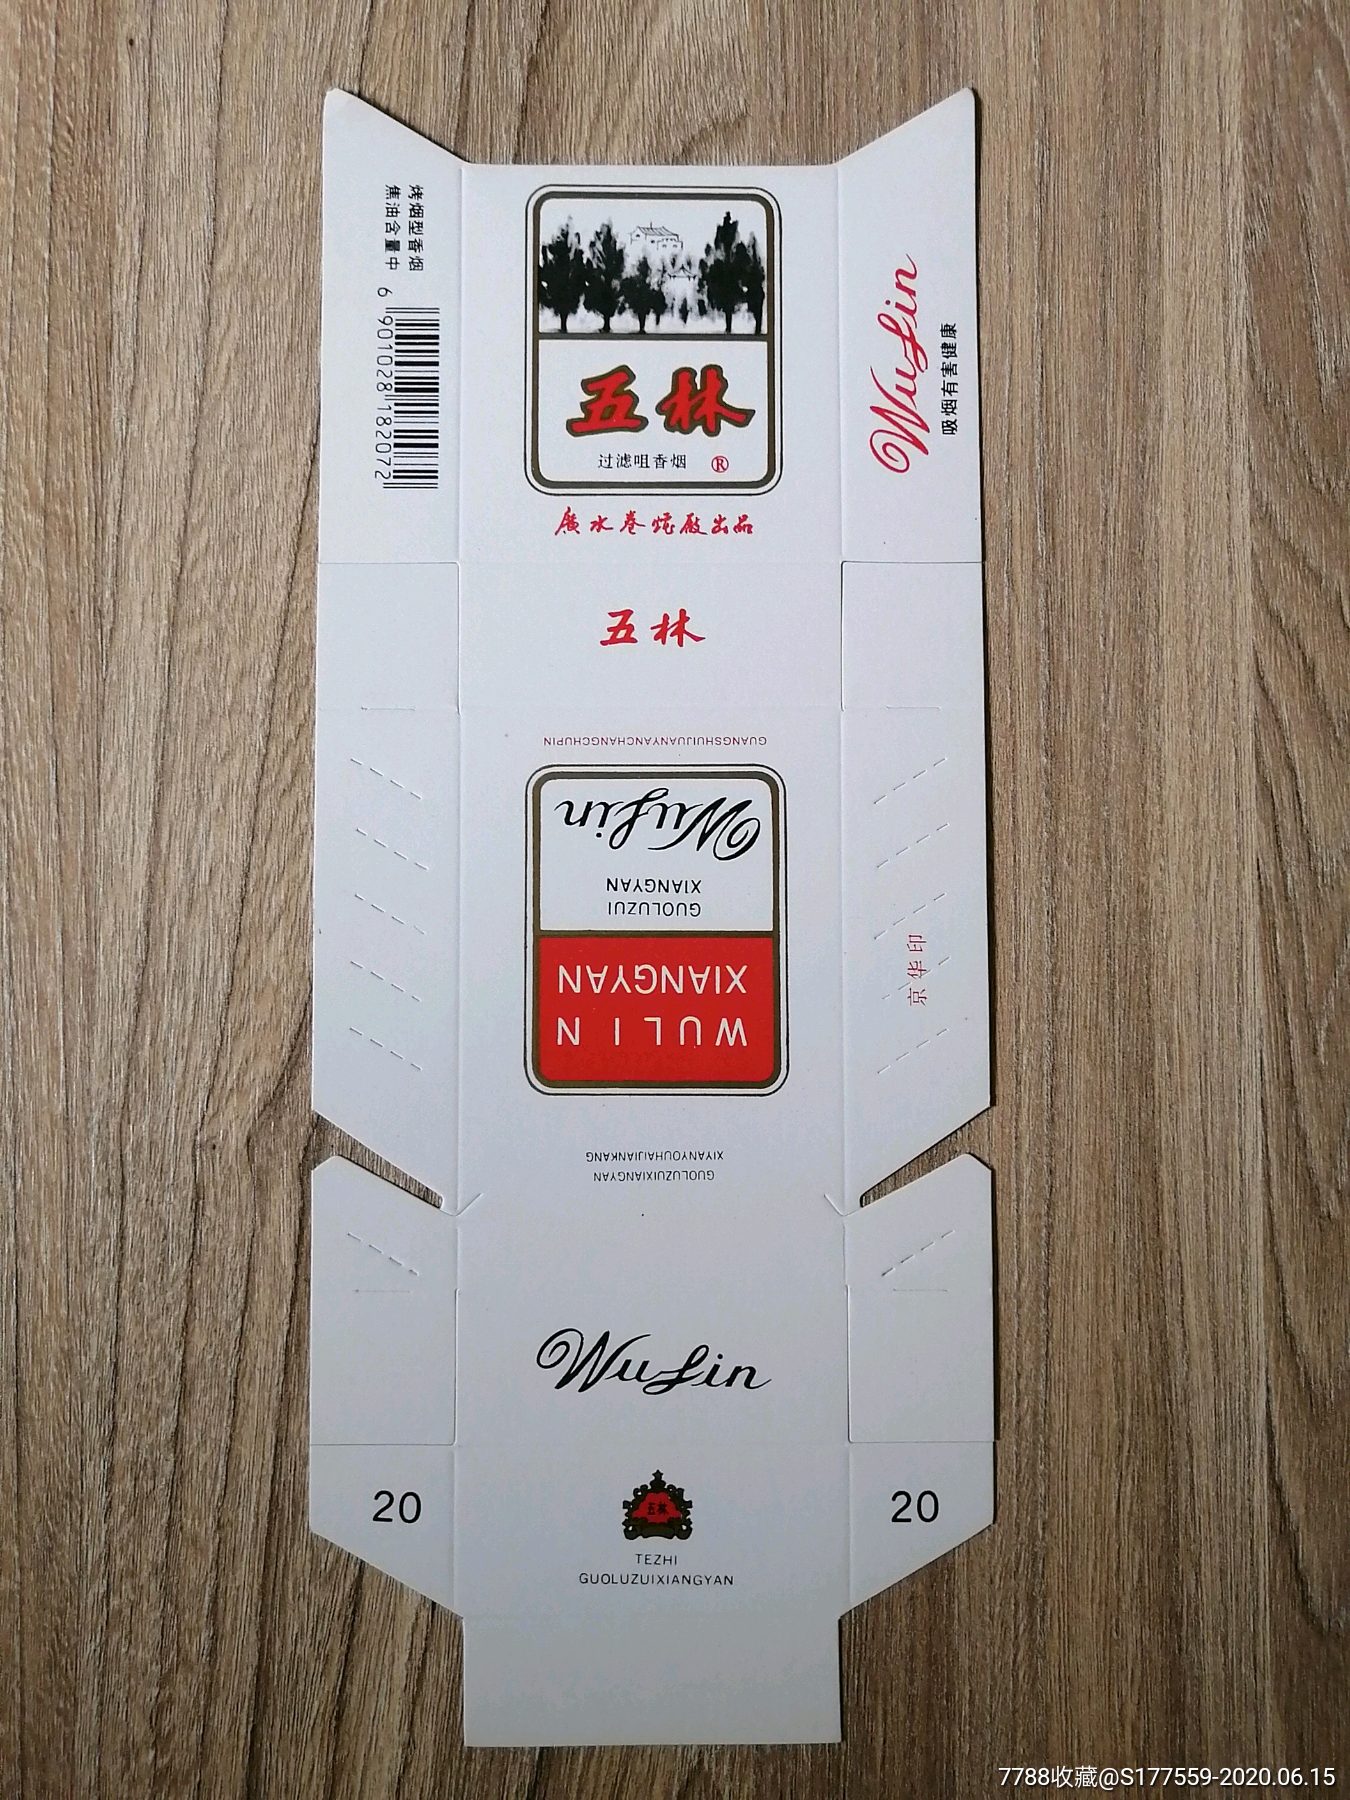 烤烟型香烟
焦油含量中
6 901028 182072
五林
过滤咀香烟 ®
廣水卷烟厰出品
WuLin
吸烟有害健康
五林
GUANGSHUIJUANYANCHANGCHUPIN
WuLin
GUOLUZUI
XIANGYAN
WULIN
XIANGYAN
京华印
GUOLUZUIXIANGYAN
XIYANYOUHAIJIANKANG
WuLin
20
五林
TEZHI
GUOLUZUIXIANGYAN
20
7788收藏@S177559-2020.06.15